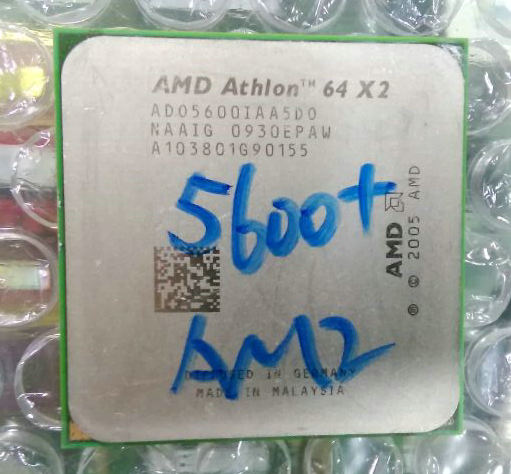 AMD Athlon™ 64 X2
ADO5600IAA5DO
NAAIG 0930EPAW
A103801G90155
5600+
AMD
® © 2005 AMD
AM2
DIFFUSED IN GERMANY
MADE IN MALAYSIA